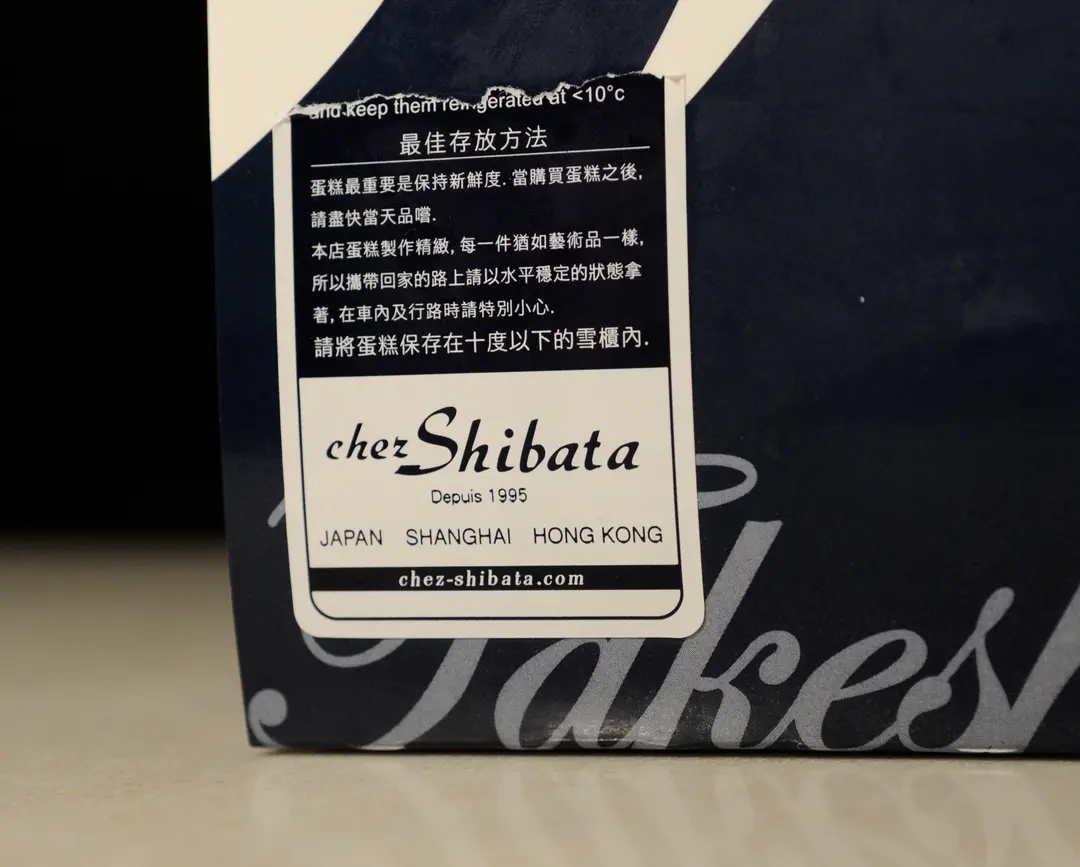 and keep them refrigerated at <10°c
最佳存放方法
蛋糕最重要是保持新鮮度. 當購買蛋糕之後,
請盡快當天品嚐.
本店蛋糕製作精緻, 每一件猶如藝術品一樣,
所以攜帶回家的路上請以水平穩定的狀態拿
著, 在車內及行路時請特別小心.
請將蛋糕保存在十度以下的雪櫃內.
chez Shibata
Depuis 1995
JAPAN SHANGHAI HONG KONG
chez-shibata.com
Takes